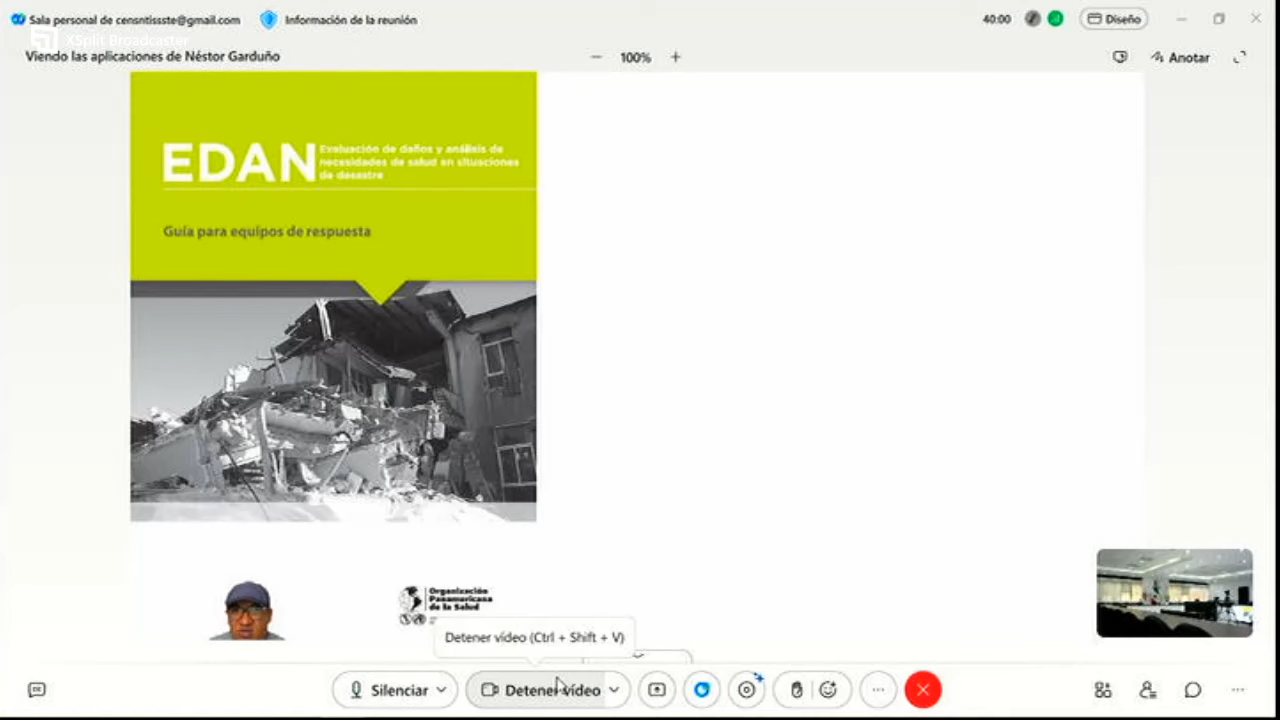 Sala personal de censntissste@gmail.com
Información de la reunión
40:00
Diseño
XSplit Broadcaster
Viendo las aplicaciones de Néstor Garduño
100%
Anotar
EDAN
Evaluación de daños y análisis de
necesidades de salud en situaciones
de desastre
Guía para equipos de respuesta
Organización
Panamericana
de la Salud
Detener vídeo (Ctrl + Shift + V)
Silenciar
Detener vídeo